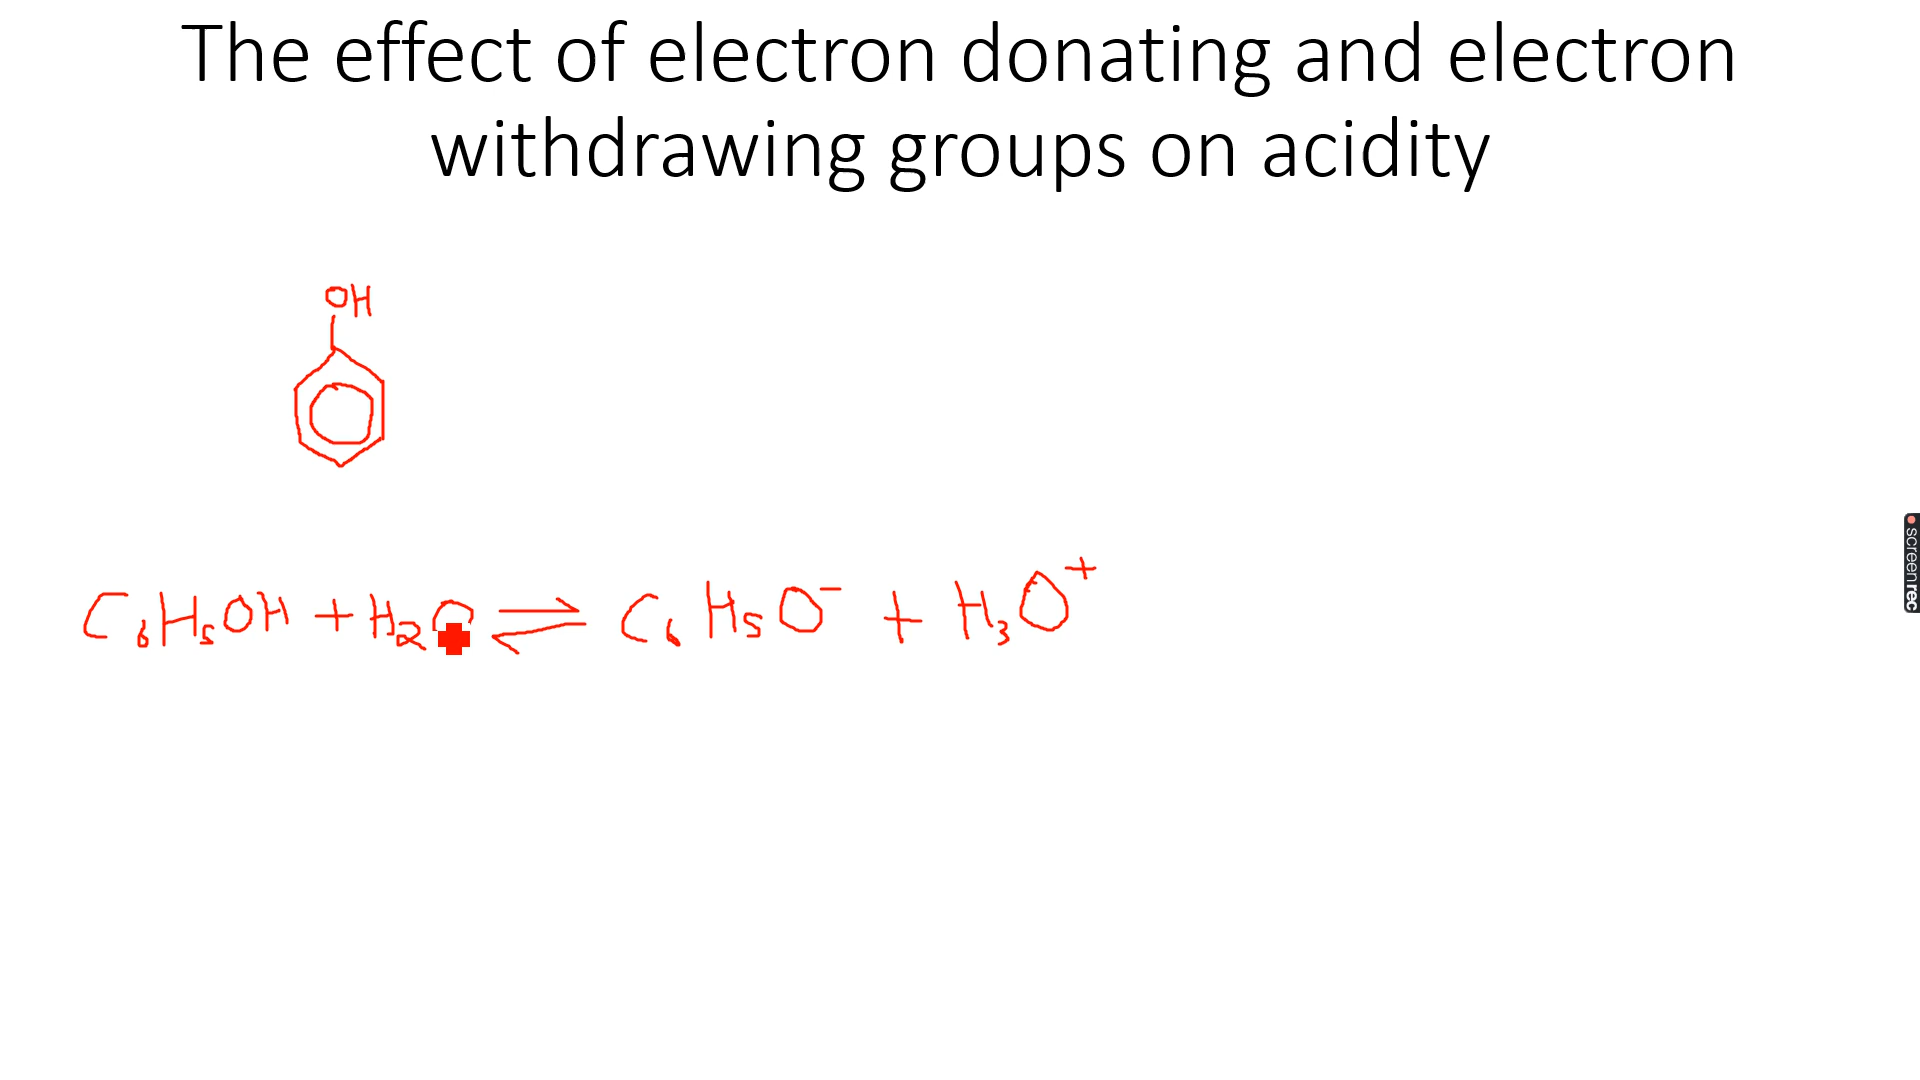 The effect of electron donating and electron
withdrawing groups on acidity
OH
C₆H₅OH + H₂O ⇌ C₆H₅O⁻ + H₃O⁺
screenrec